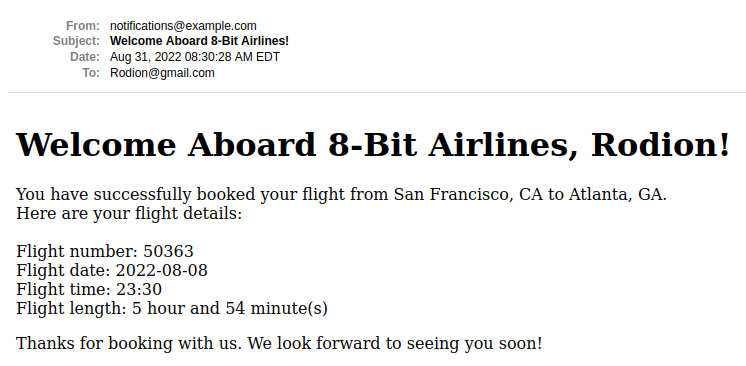 From: notifications@example.com
Subject: Welcome Aboard 8-Bit Airlines!
Date: Aug 31, 2022 08:30:28 AM EDT
To: Rodion@gmail.com
Welcome Aboard 8-Bit Airlines, Rodion!
You have successfully booked your flight from San Francisco, CA to Atlanta, GA.
Here are your flight details:
Flight number: 50363
Flight date: 2022-08-08
Flight time: 23:30
Flight length: 5 hour and 54 minute(s)
Thanks for booking with us. We look forward to seeing you soon!